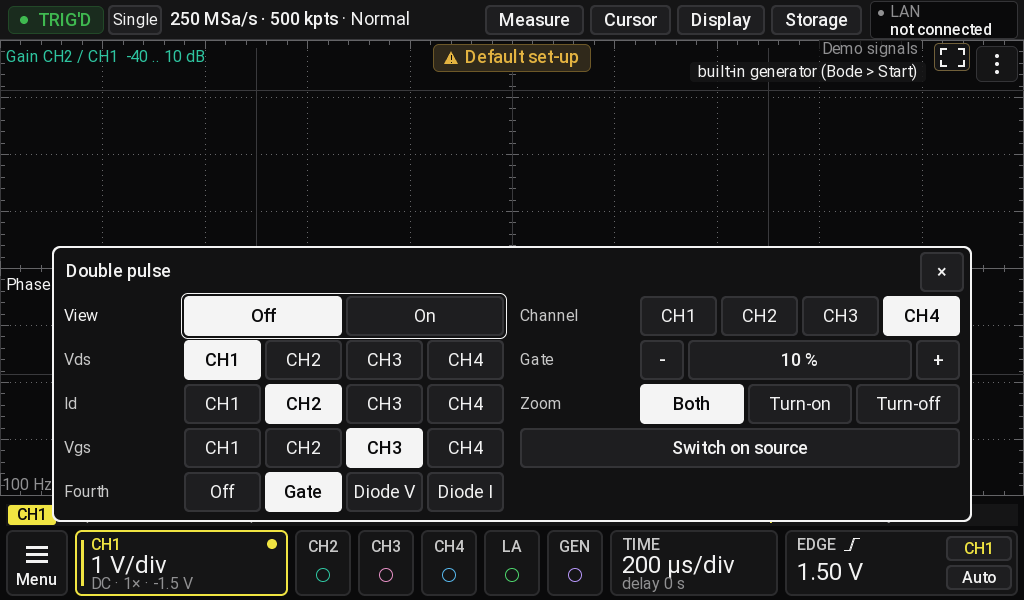 TRIG'D Single 250 MSa/s · 500 kpts · Normal Measure Cursor Display Storage LAN
not connected
Gain CH2 / CH1 -40 .. 10 dB Default set-up Demo signals
built-in generator (Bode > Start)
Double pulse ×
Phase
View Off On Channel CH1 CH2 CH3 CH4
Vds CH1 CH2 CH3 CH4 Gate - 10 % +
Id CH1 CH2 CH3 CH4 Zoom Both Turn-on Turn-off
Vgs CH1 CH2 CH3 CH4 Switch on source
100 Hz
Fourth Off Gate Diode V Diode I
CH1
Menu
CH1
1 V/div
DC · 1× · -1.5 V
CH2 CH3 CH4 LA GEN
TIME
200 µs/div
delay 0 s
EDGE CH1
1.50 V Auto